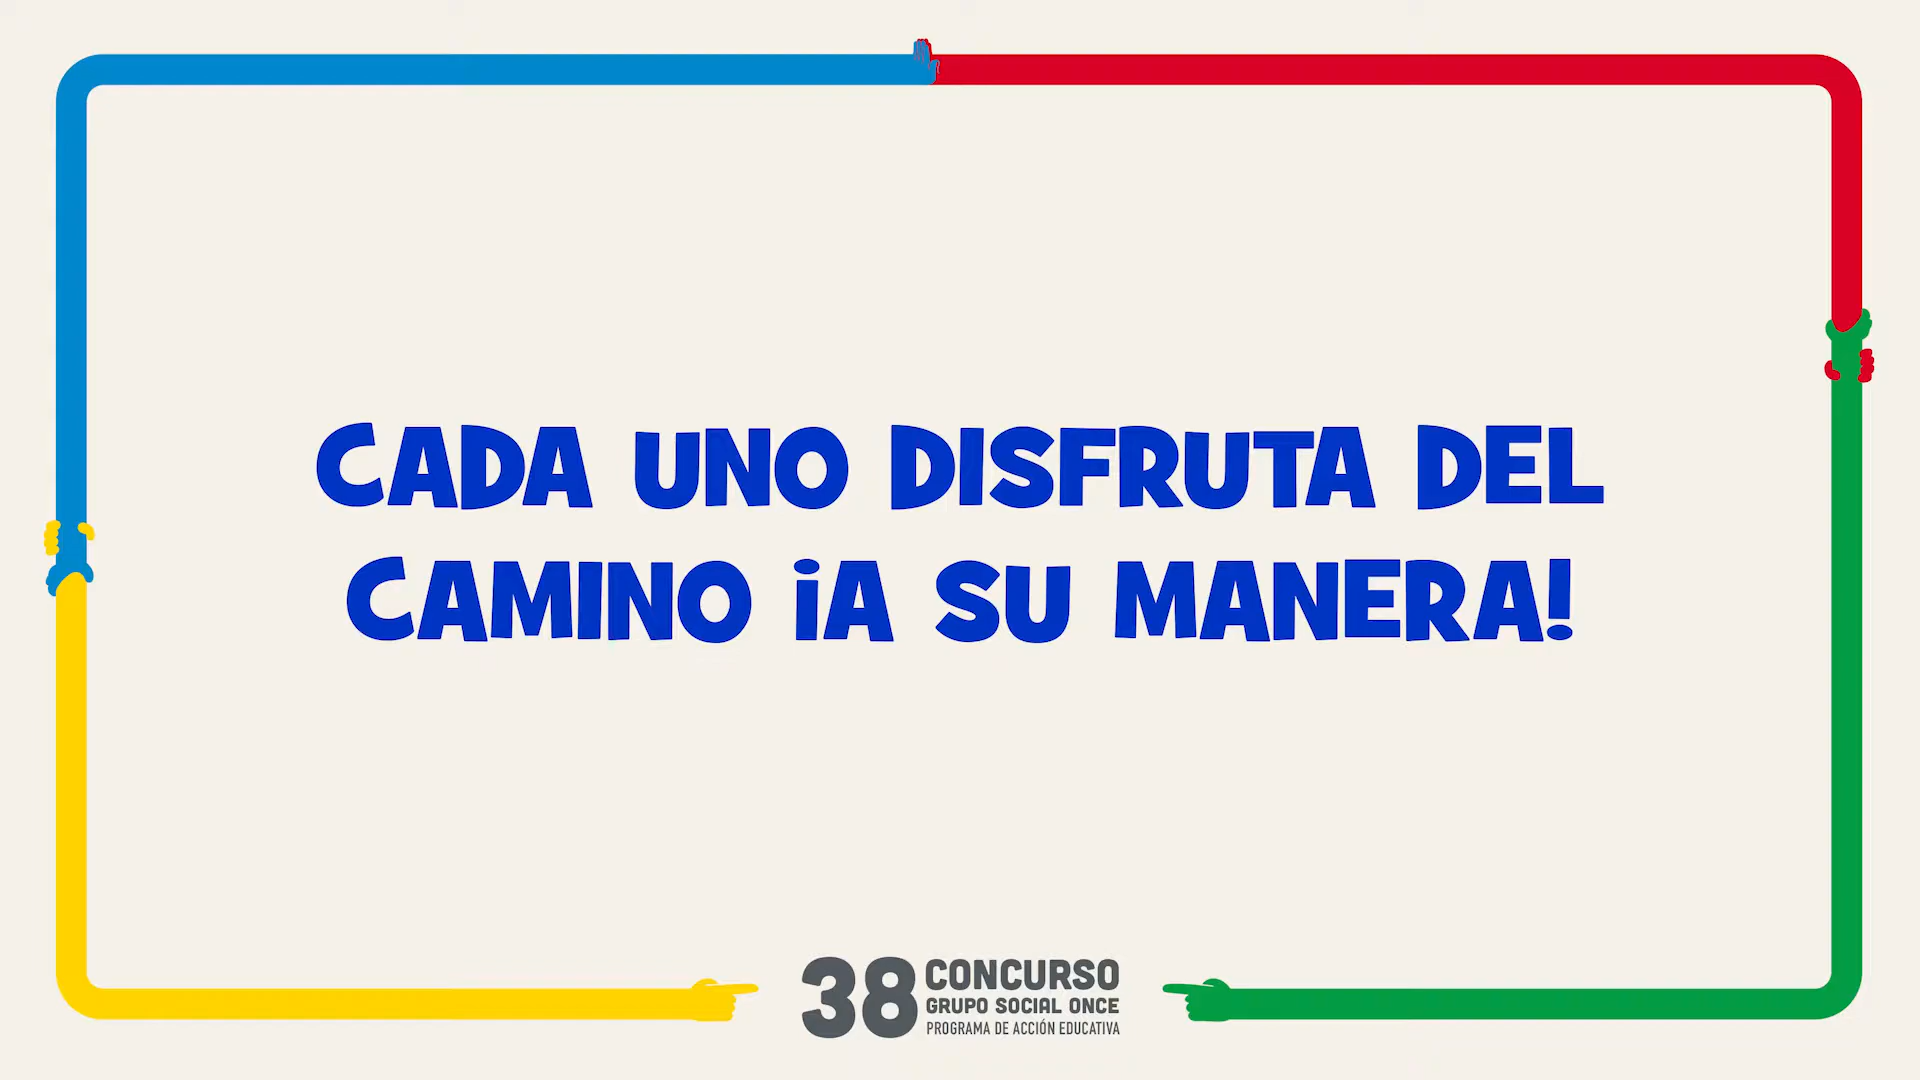 CADA UNO DISFRUTA DEL
CAMINO ¡A SU MANERA!
38 CONCURSO
GRUPO SOCIAL ONCE
PROGRAMA DE ACCIÓN EDUCATIVA